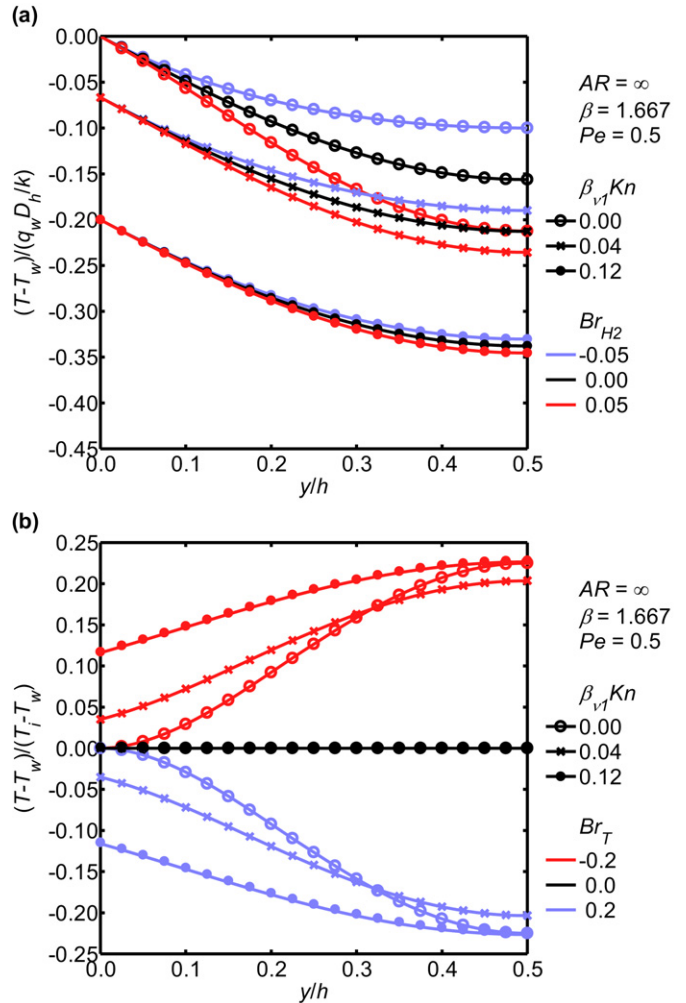 (a)
0.00
-0.05
-0.10
-0.15
-0.20
-0.25
-0.30
-0.35
-0.40
-0.45
(T-T_w)/(q_w D_h/k)
0.0 0.1 0.2 0.3 0.4 0.5
y/h
AR = ∞
β = 1.667
Pe = 0.5
β_v1Kn
0.00
0.04
0.12
Br_H2
-0.05
0.00
0.05
(b)
0.25
0.20
0.15
0.10
0.05
0.00
-0.05
-0.10
-0.15
-0.20
-0.25
(T-T_w)/(T_i-T_w)
0.0 0.1 0.2 0.3 0.4 0.5
y/h
AR = ∞
β = 1.667
Pe = 0.5
β_v1Kn
0.00
0.04
0.12
Br_T
-0.2
0.0
0.2